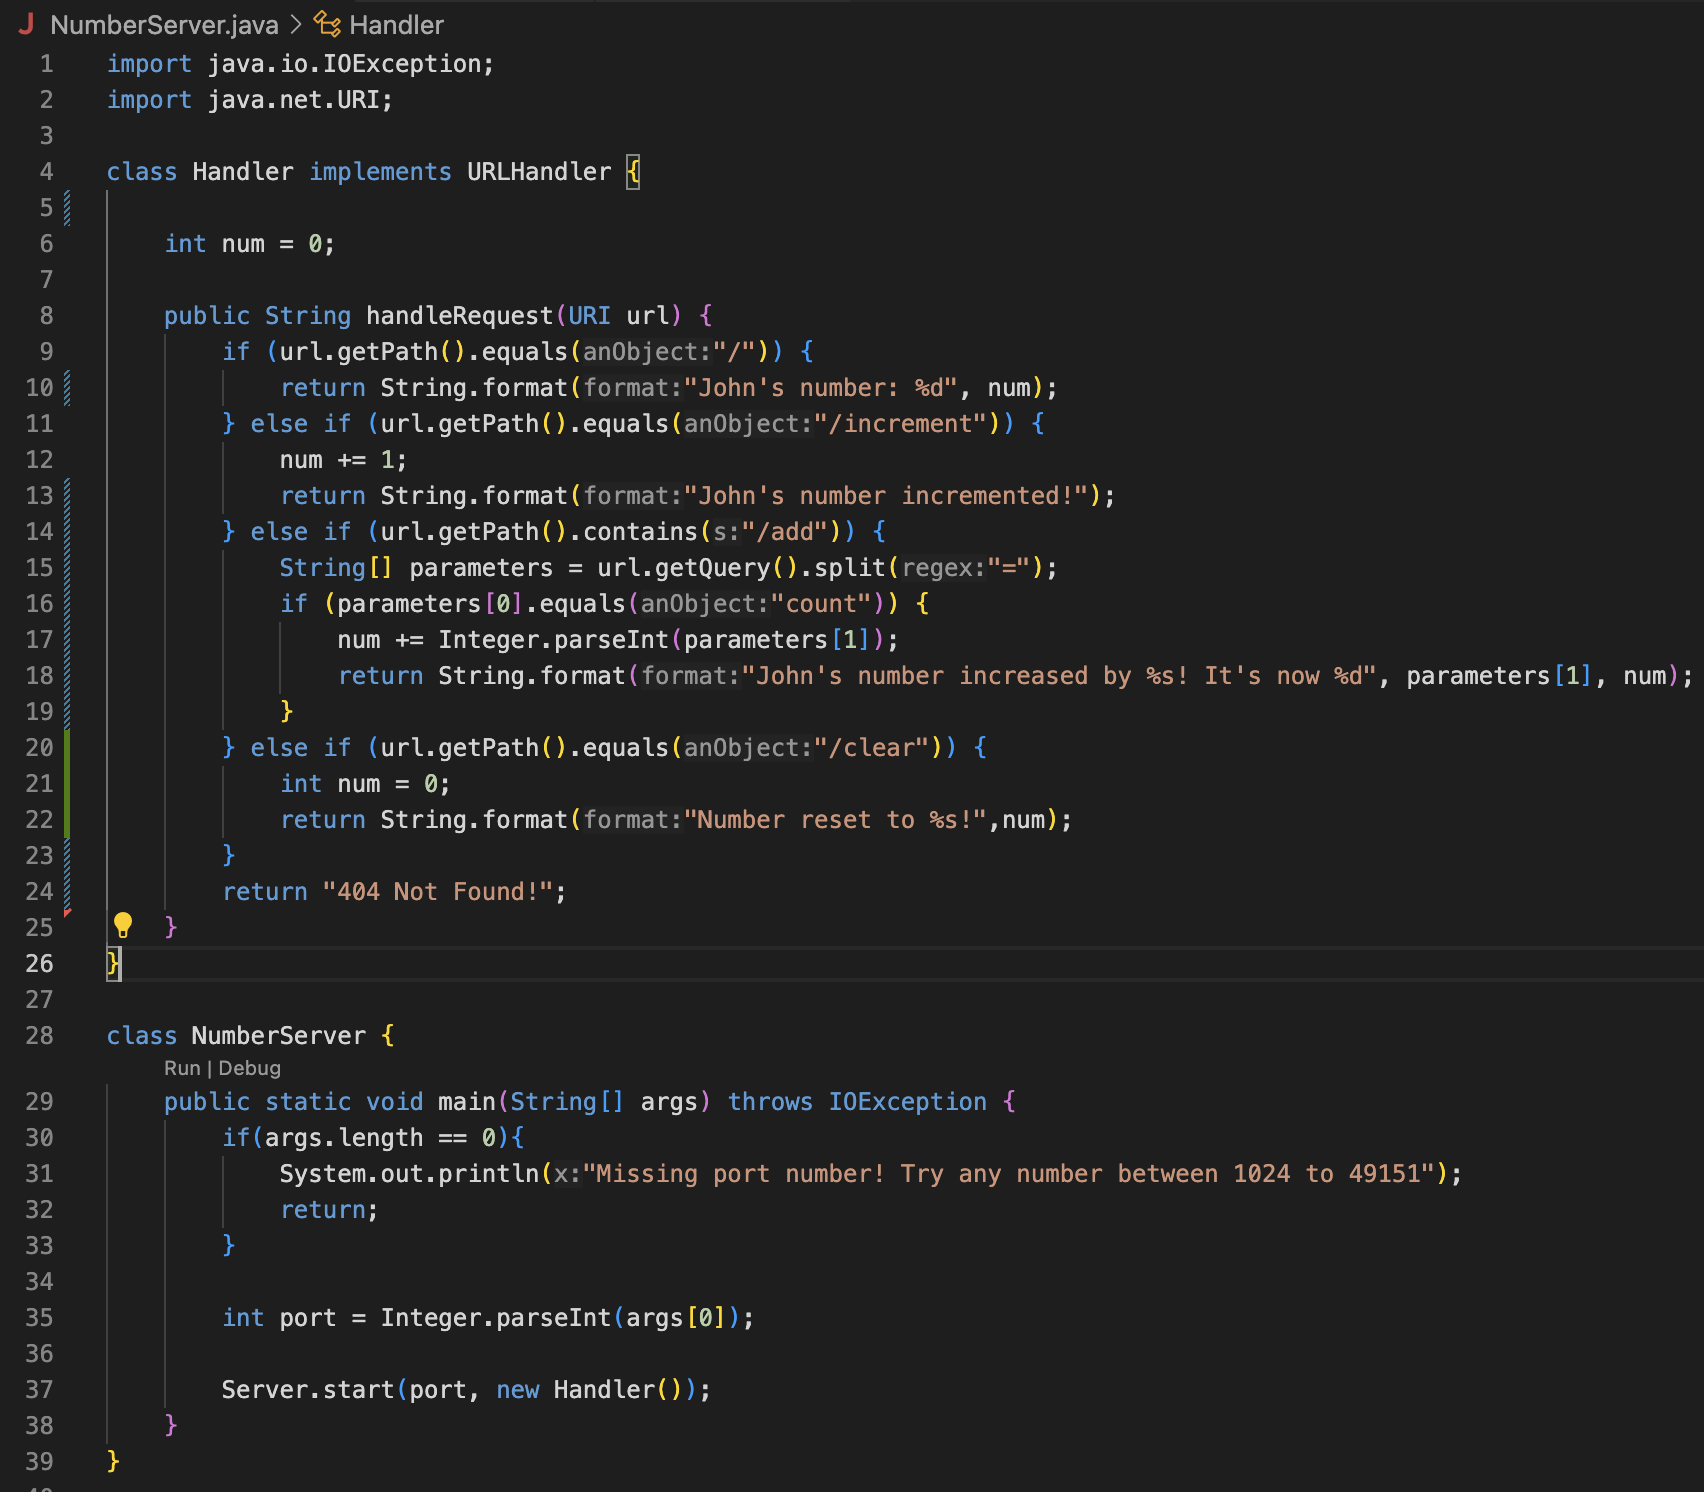 J NumberServer.java > Handler
1 import java.io.IOException;
2 import java.net.URI;
3
4 class Handler implements URLHandler {
5
6     int num = 0;
7
8     public String handleRequest(URI url) {
9         if (url.getPath().equals(anObject:"/")) {
10             return String.format(format:"John's number: %d", num);
11         } else if (url.getPath().equals(anObject:"/increment")) {
12             num += 1;
13             return String.format(format:"John's number incremented!");
14         } else if (url.getPath().contains(s:"/add")) {
15             String[] parameters = url.getQuery().split(regex:"=");
16             if (parameters[0].equals(anObject:"count")) {
17                 num += Integer.parseInt(parameters[1]);
18                 return String.format(format:"John's number increased by %s! It's now %d", parameters[1], num);
19             }
20         } else if (url.getPath().equals(anObject:"/clear")) {
21             int num = 0;
22             return String.format(format:"Number reset to %s!",num);
23         }
24         return "404 Not Found!";
25     }
26 }
27
28 class NumberServer {
Run | Debug
29     public static void main(String[] args) throws IOException {
30         if(args.length == 0){
31             System.out.println(x:"Missing port number! Try any number between 1024 to 49151");
32             return;
33         }
34
35         int port = Integer.parseInt(args[0]);
36
37         Server.start(port, new Handler());
38     }
39 }